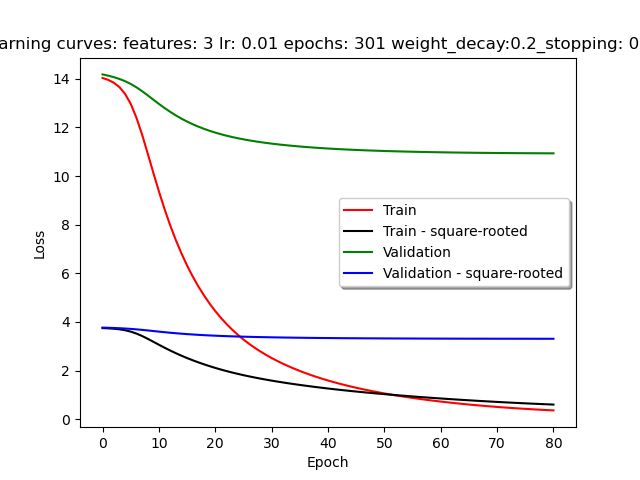 arning curves: features: 3 lr: 0.01 epochs: 301 weight_decay:0.2_stopping: 0
14
12
10
8
6
4
2
0
Loss
Train
Train - square-rooted
Validation
Validation - square-rooted
0 10 20 30 40 50 60 70 80
Epoch